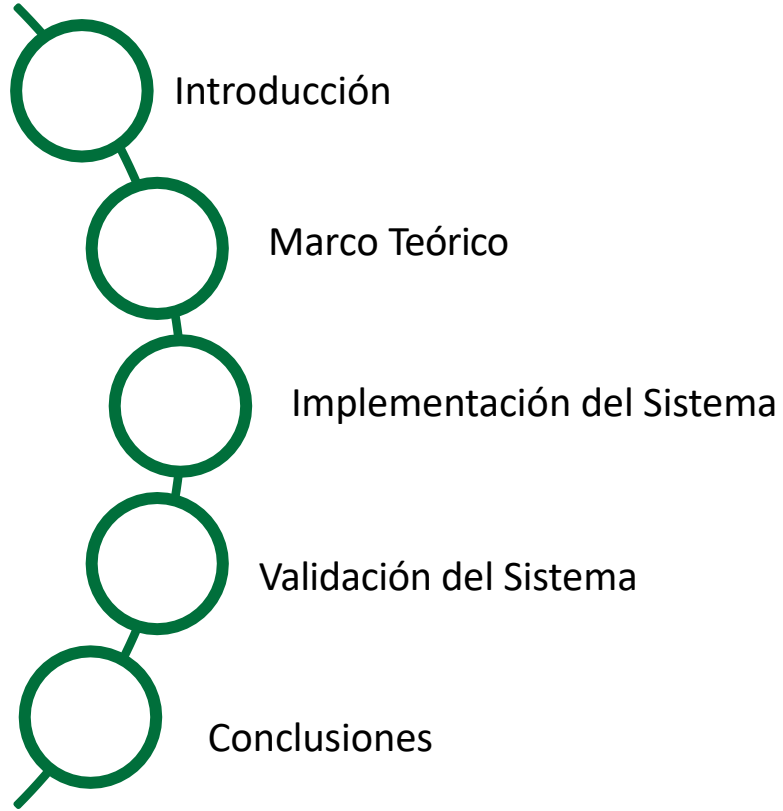 Introducción
Marco Teórico
Implementación del Sistema
Validación del Sistema
Conclusiones